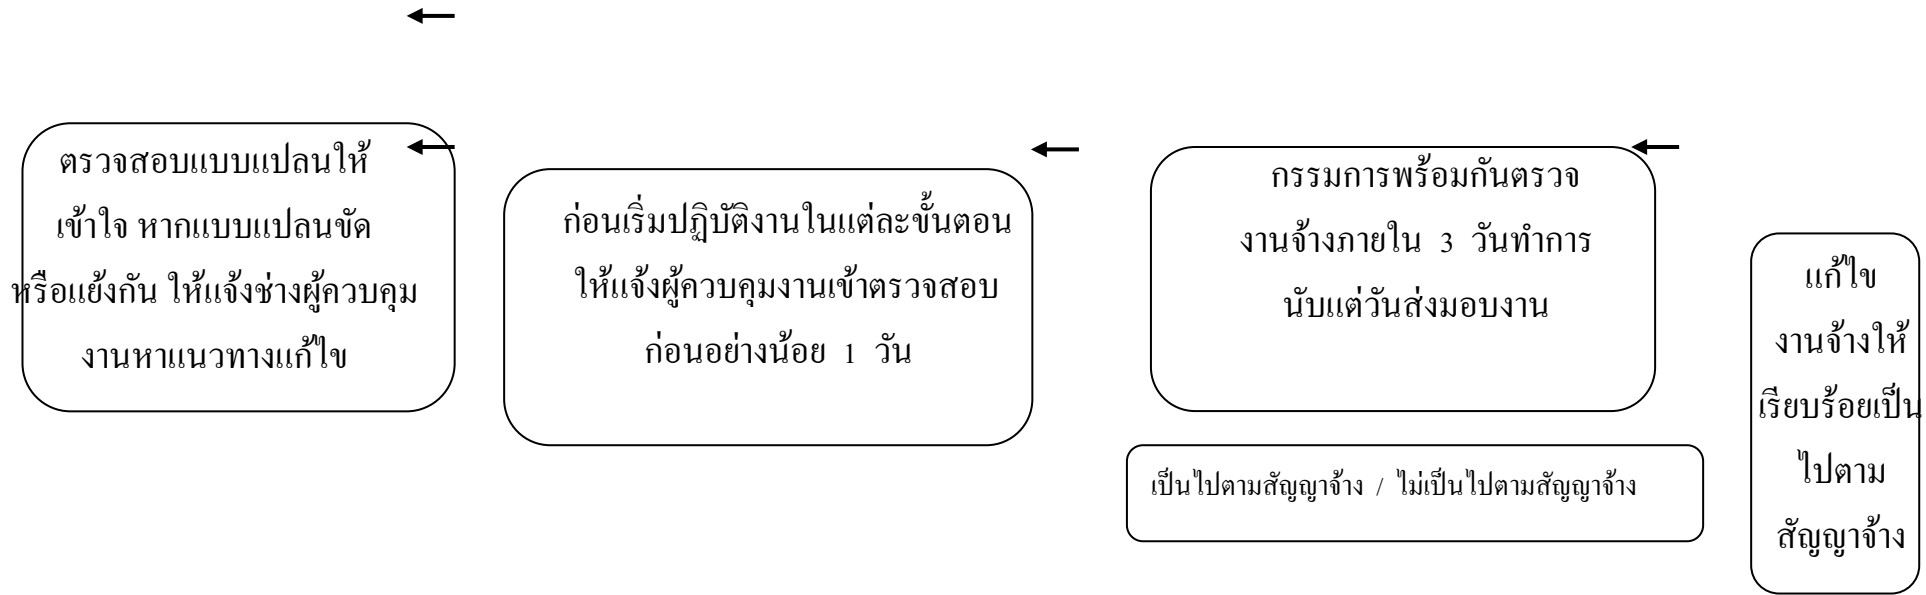 ตรวจสอบแบบแปลนให้
เข้าใจ หากแบบแปลนขัด
หรือแย้งกัน ให้แจ้งช่างผู้ควบคุม
งานหาแนวทางแก้ไข
ก่อนเริ่มปฏิบัติงานในแต่ละขั้นตอน
ให้แจ้งผู้ควบคุมงานเข้าตรวจสอบ
ก่อนอย่างน้อย 1 วัน
กรรมการพร้อมกันตรวจ
งานจ้างภายใน 3 วันทำการ
นับแต่วันส่งมอบงาน
เป็นไปตามสัญญาจ้าง / ไม่เป็นไปตามสัญญาจ้าง
แก้ไข
งานจ้างให้
เรียบร้อยเป็น
ไปตาม
สัญญาจ้าง